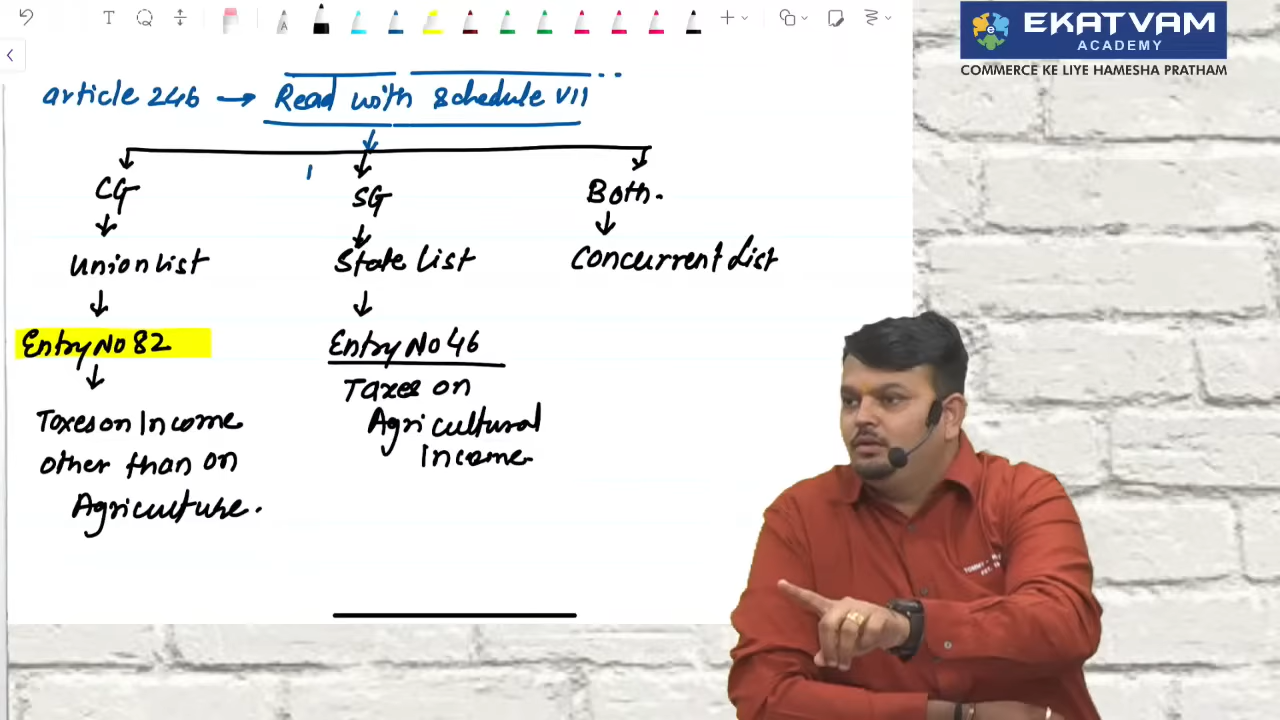 EKATVAM
ACADEMY
COMMERCE KE LIYE HAMESHA PRATHAM
article 246 → Read with schedule VII
CG
SG
Both.
Union list
State list
Concurrent List
Entry No 82
Entry No 46
Taxes on Income
other than on
Agriculture.
Taxes on
Agricultural
Income.